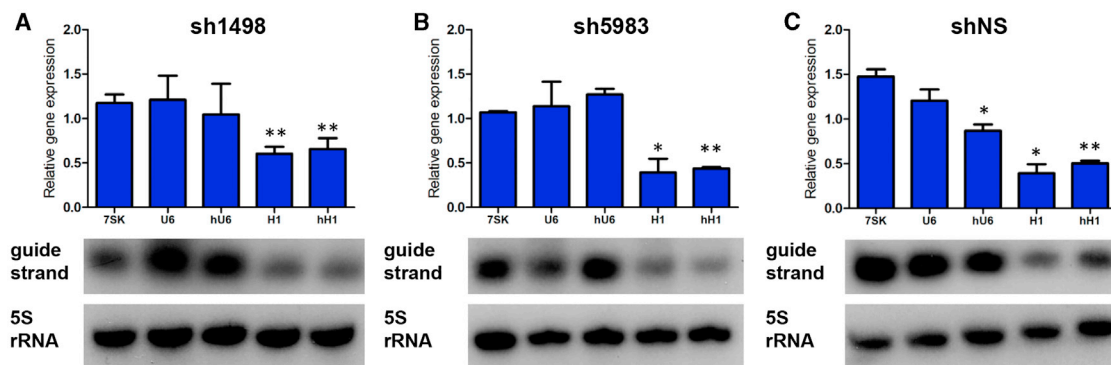 A
sh1498
Relative gene expression
2.0
1.5
1.0
0.5
0.0
** **
7SK U6 hU6 H1 hH1
guide
strand
5S
rRNA
B
sh5983
Relative gene expression
2.0
1.5
1.0
0.5
0.0
* **
7SK U6 hU6 H1 hH1
guide
strand
5S
rRNA
C
shNS
Relative gene expression
2.0
1.5
1.0
0.5
0.0
* * **
7SK U6 hU6 H1 hH1
guide
strand
5S
rRNA